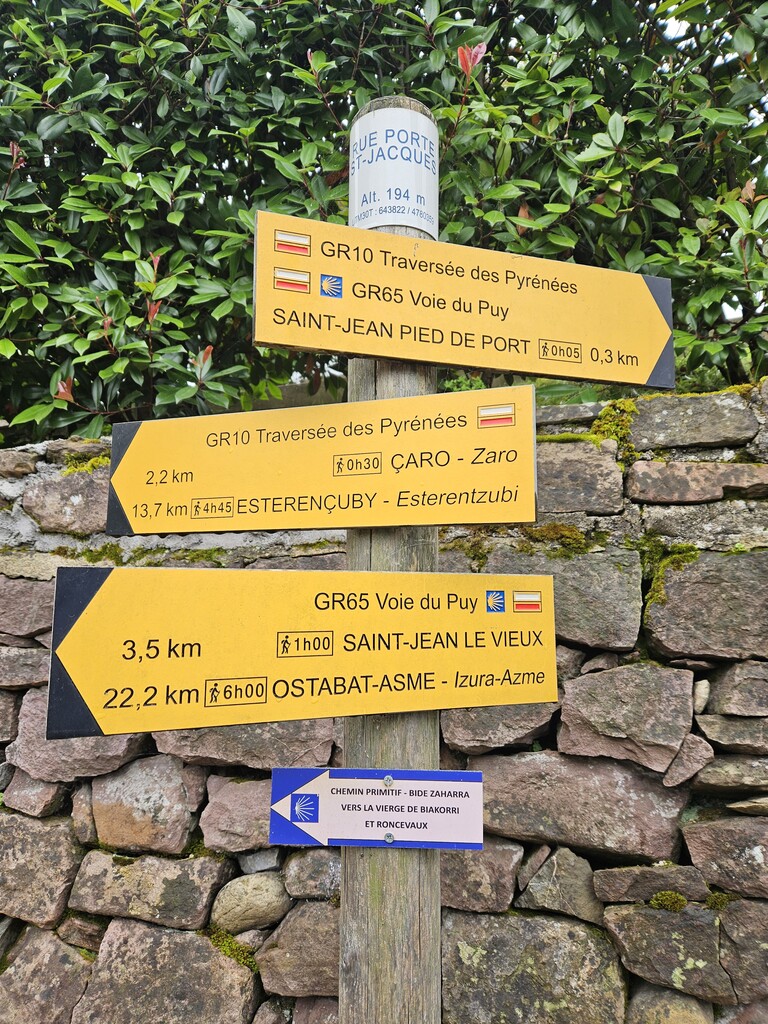 RUE PORTE
ST-JACQUES
Alt. 194 m
GR10 Traversée des Pyrénées
GR65 Voie du Puy
SAINT-JEAN PIED DE PORT 0h05 0,3 km
GR10 Traversée des Pyrénées
2,2 km 0h30 ÇARO - Zaro
13,7 km 4h45 ESTERENÇUBY - Esterentzubi
GR65 Voie du Puy
3,5 km 1h00 SAINT-JEAN LE VIEUX
22,2 km 6h00 OSTABAT-ASME - Izura-Azme
CHEMIN PRIMITIF - BIDE ZAHARRA
VERS LA VIERGE DE BIAKORRI
ET RONCEVAUX